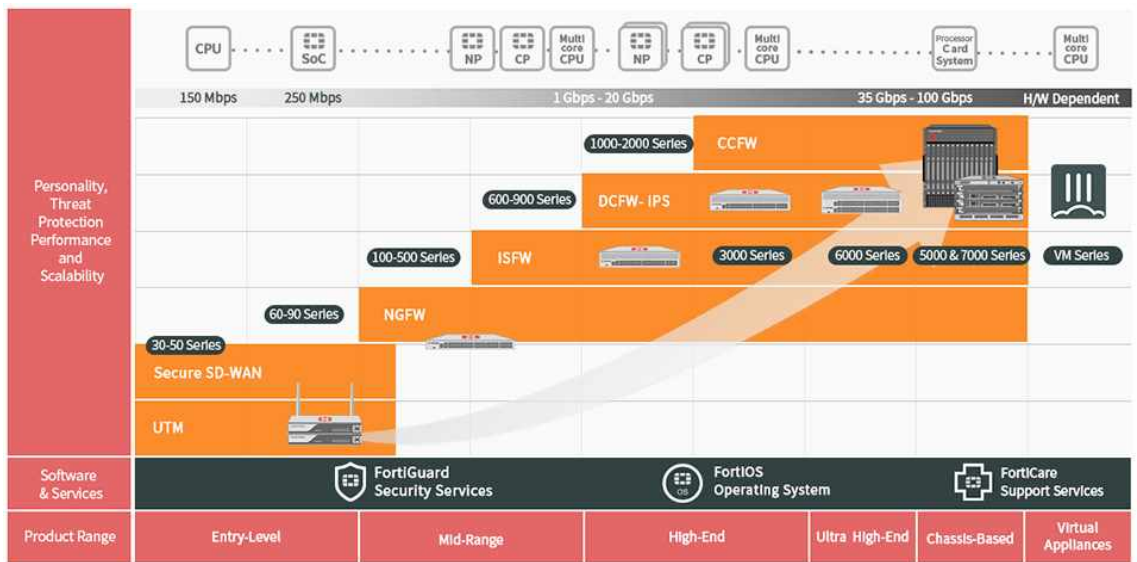 CPU
SoC
NP
CP
Multi
core
CPU
NP
CP
Multi
core
CPU
Processor
Card
System
Multi
core
CPU
150 Mbps
250 Mbps
1 Gbps - 20 Gbps
35 Gbps - 100 Gbps
H/W Dependent
Personality,
Threat
Protection
Performance
and
Scalability
1000-2000 Series
CCFW
600-900 Series
DCFW- IPS
100-500 Series
ISFW
3000 Series
6000 Series
5000 & 7000 Series
VM Series
60-90 Series
NGFW
30-50 Series
Secure SD-WAN
UTM
Software
& Services
FortiGuard
Security Services
OS
FortiOS
Operating System
FortiCare
Support Services
Product Range
Entry-Level
Mid-Range
High-End
Ultra High-End
Chassis-Based
Virtual
Appliances